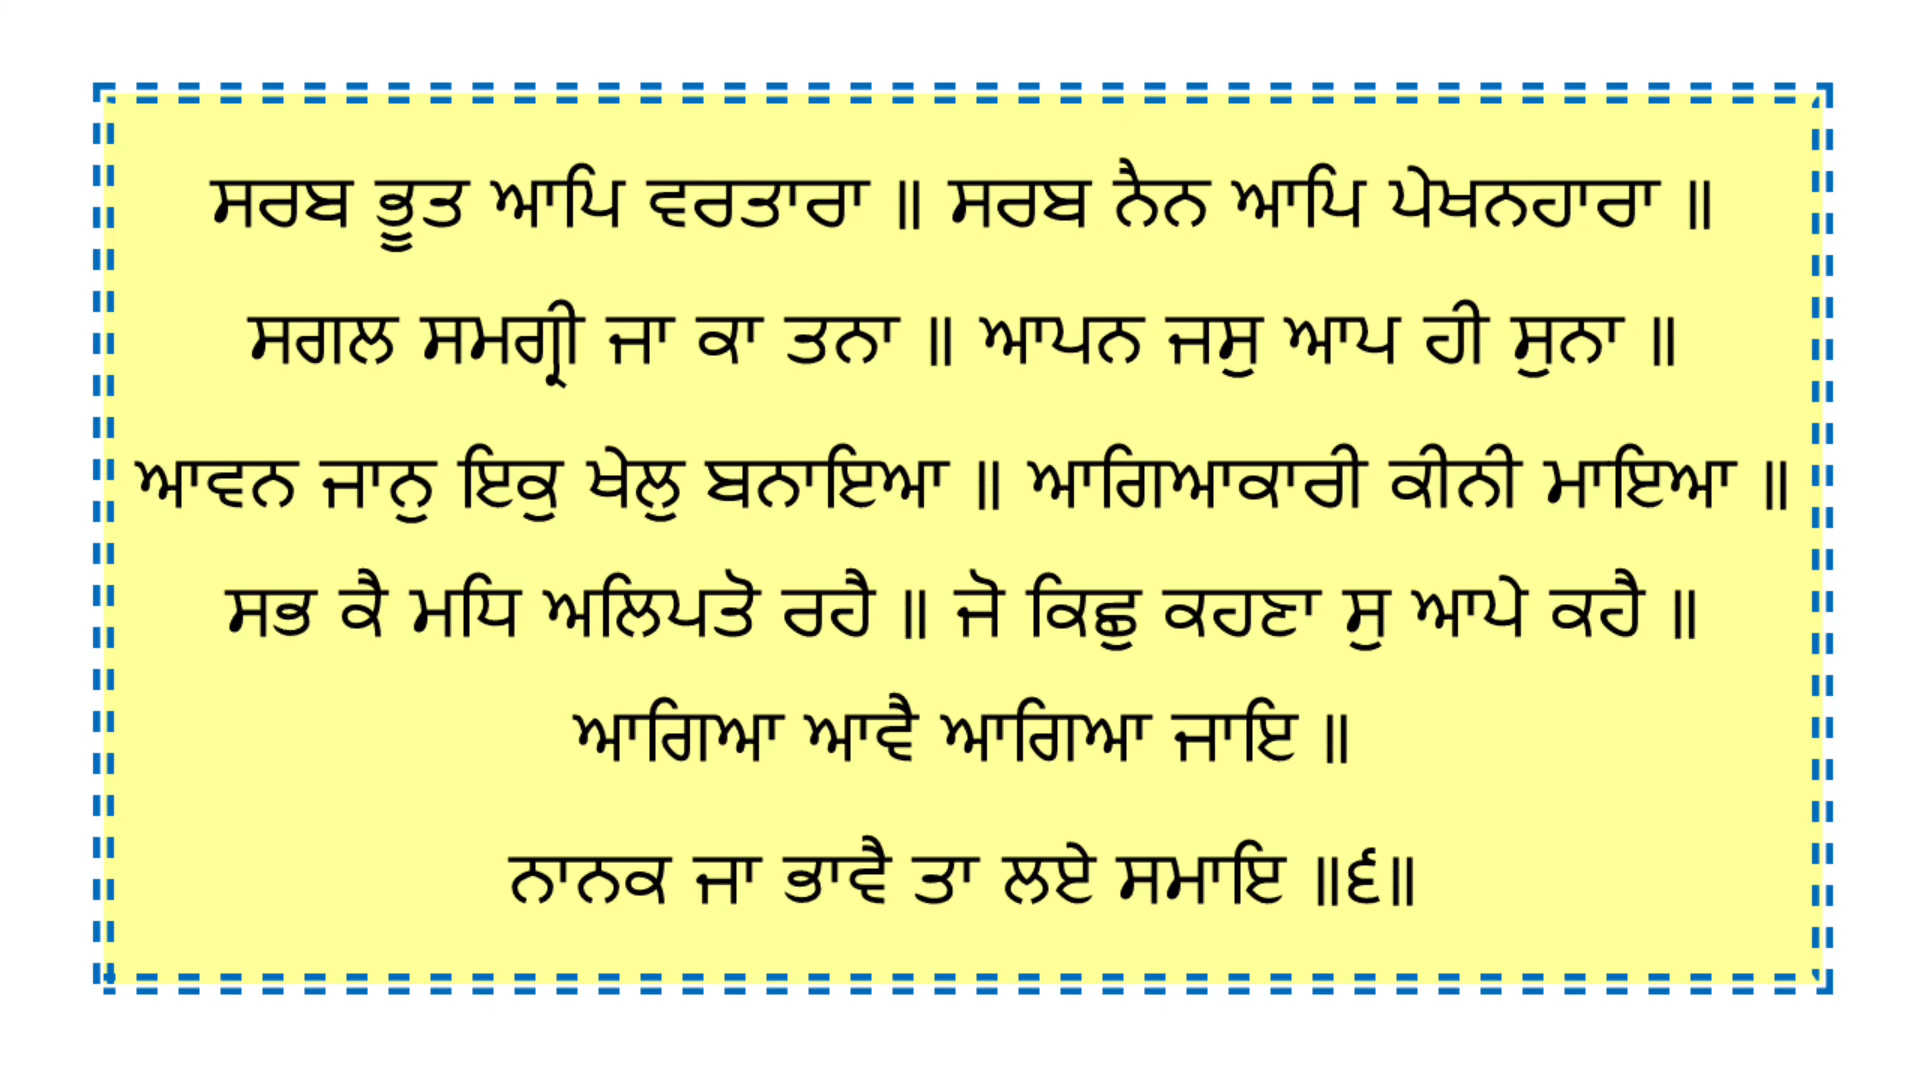 ਸਰਬ ਭੂਤ ਆਪਿ ਵਰਤਾਰਾ ॥ ਸਰਬ ਨੈਨ ਆਪਿ ਪੇਖਨਹਾਰਾ ॥
ਸਗਲ ਸਮਗ੍ਰੀ ਜਾ ਕਾ ਤਨਾ ॥ ਆਪਨ ਜਸੁ ਆਪ ਹੀ ਸੁਨਾ ॥
ਆਵਨ ਜਾਨੁ ਇਕੁ ਖੇਲੁ ਬਨਾਇਆ ॥ ਆਗਿਆਕਾਰੀ ਕੀਨੀ ਮਾਇਆ ॥
ਸਭ ਕੈ ਮਧਿ ਅਲਿਪਤੋ ਰਹੈ ॥ ਜੋ ਕਿਛੁ ਕਹਣਾ ਸੁ ਆਪੇ ਕਹੈ ॥
ਆਗਿਆ ਆਵੈ ਆਗਿਆ ਜਾਇ ॥
ਨਾਨਕ ਜਾ ਭਾਵੈ ਤਾ ਲਏ ਸਮਾਇ ॥੬॥